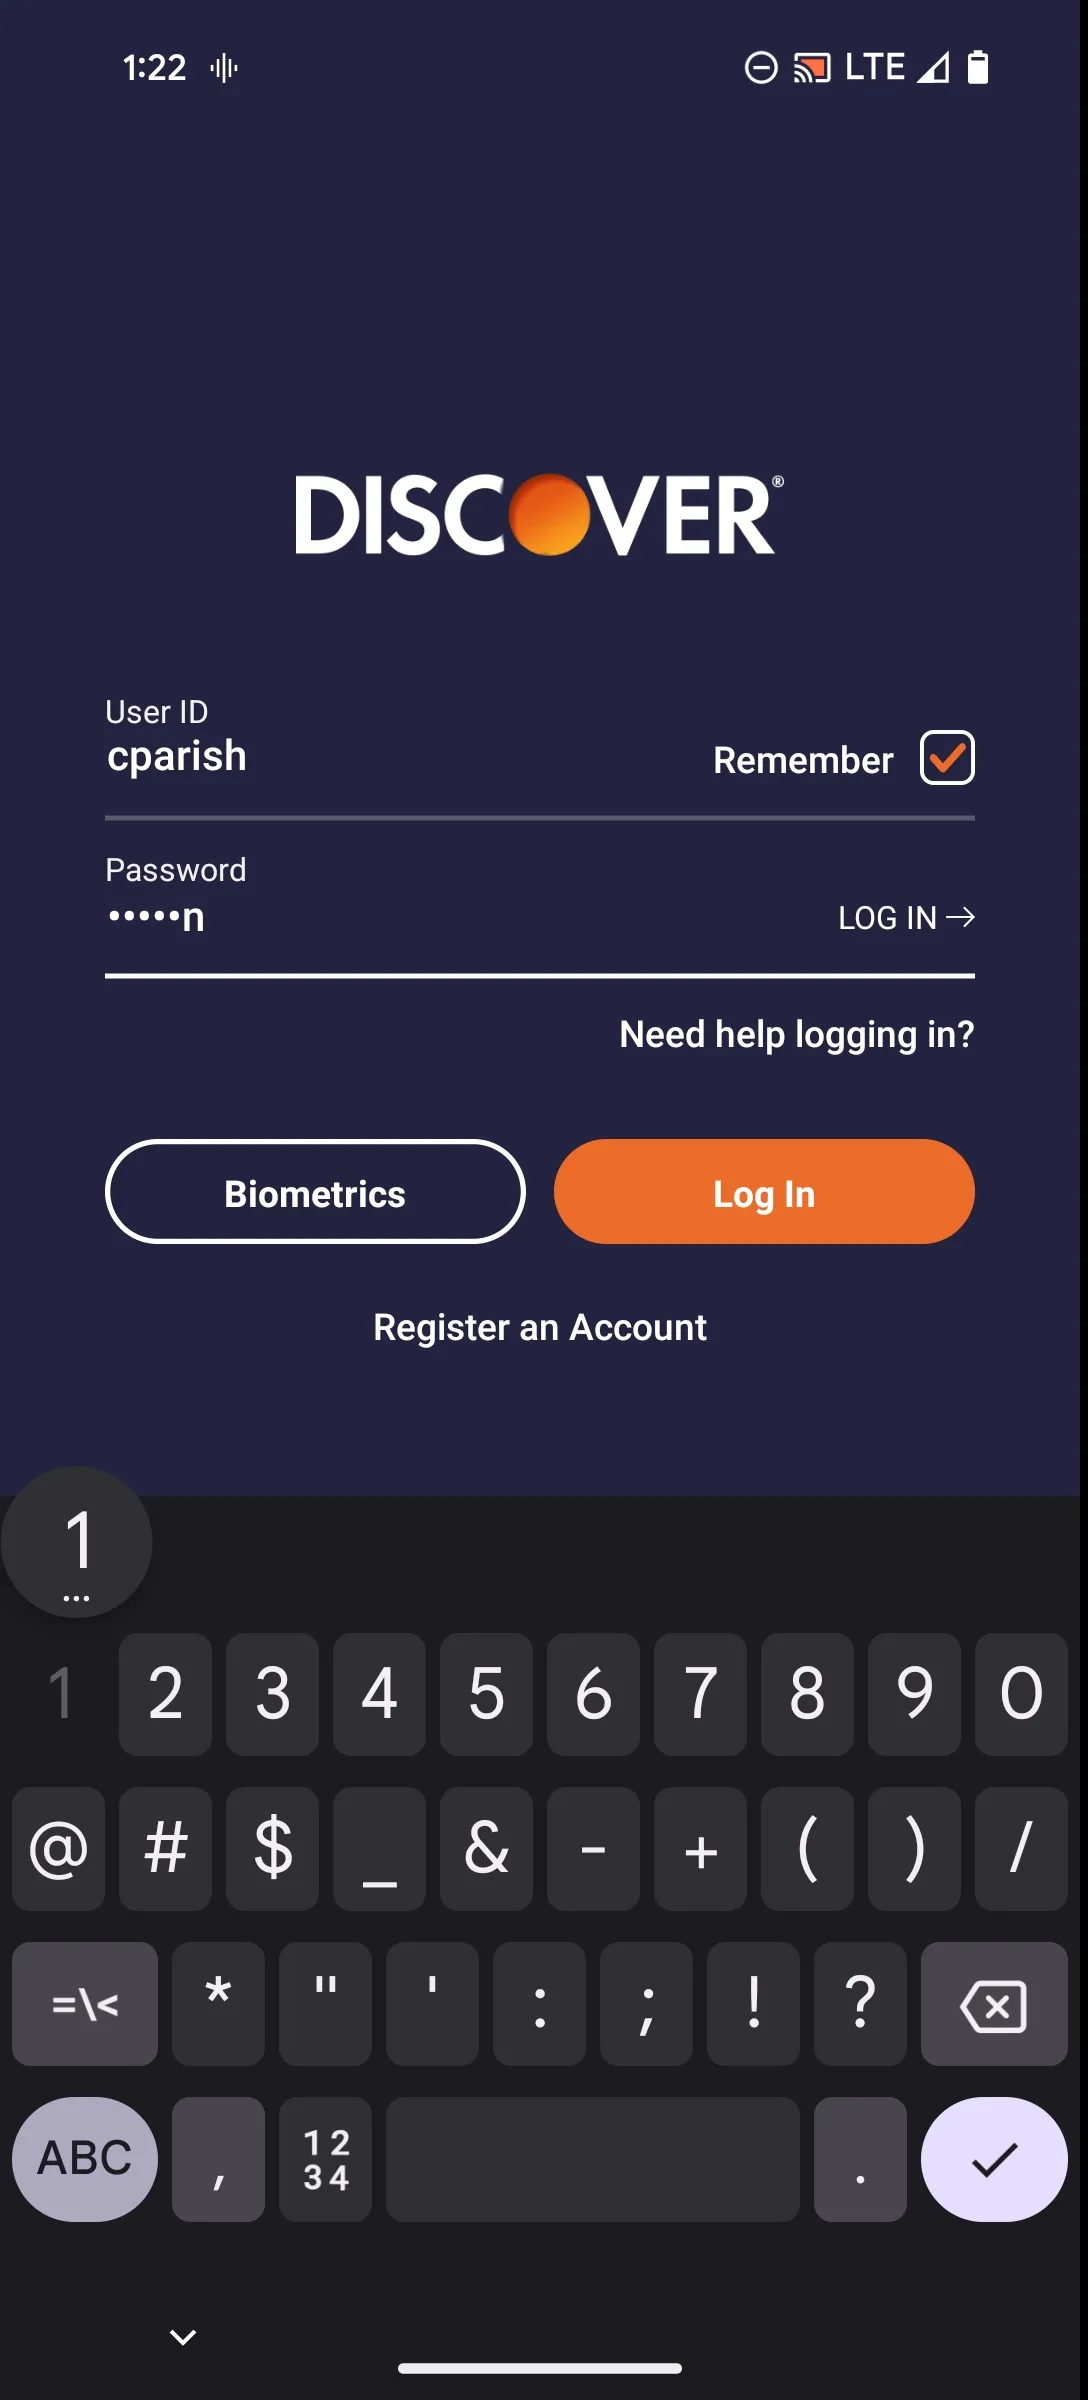 1:22 LTE
DISCOVER®
User ID
cparish
Remember
Password
•••••n
LOG IN →
Need help logging in?
Biometrics
Log In
Register an Account
1
...
1 2 3 4 5 6 7 8 9 0
@ # $ _ & - + ( ) /
=\< * " ' : ; ! ?
ABC , 12 .
34